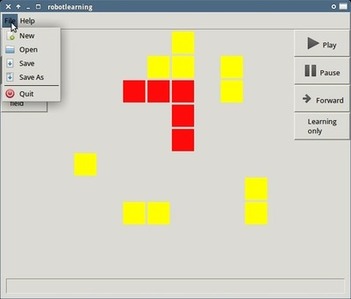 robotlearning
File Help
New
Open
Save
Save As
Quit
field
Play
Pause
Forward
Learning
only